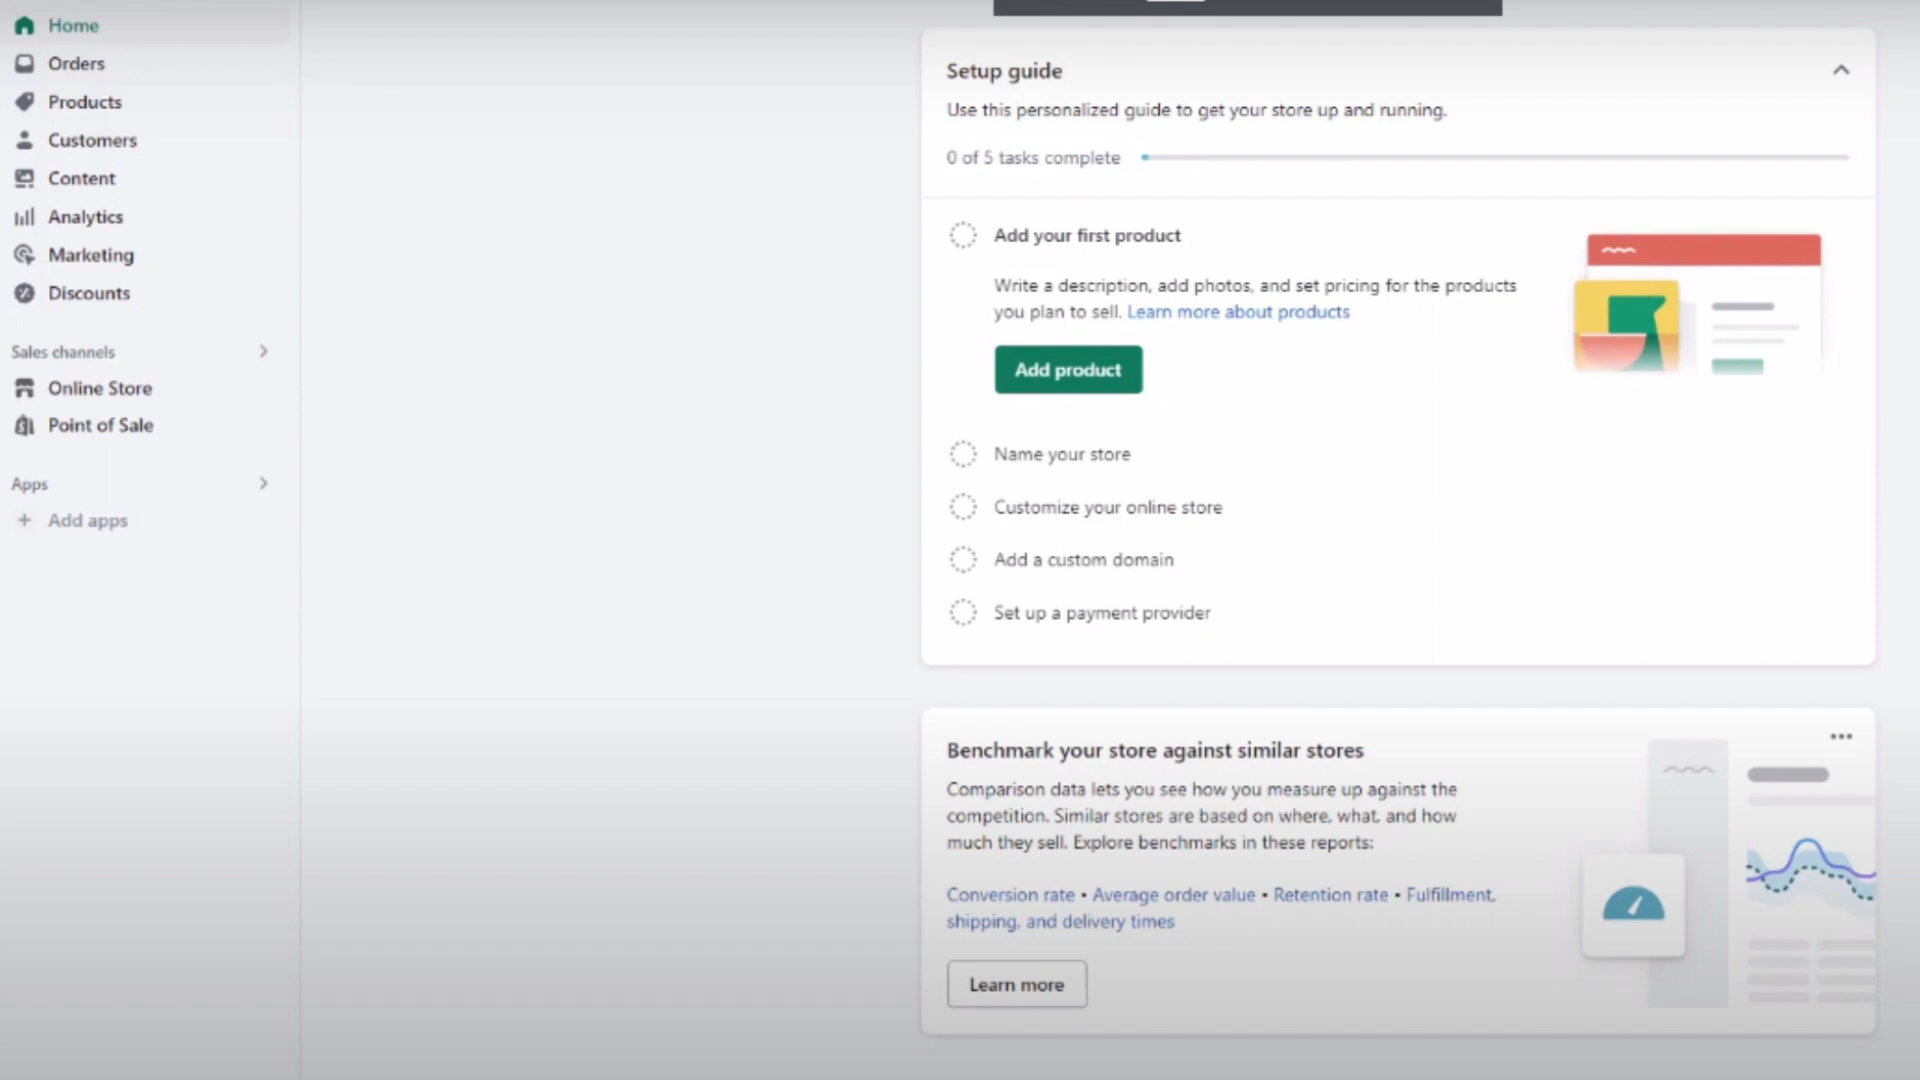 Home
Orders
Products
Customers
Content
Analytics
Marketing
Discounts
Sales channels
Online Store
Point of Sale
Apps
Add apps
Setup guide
Use this personalized guide to get your store up and running.
0 of 5 tasks complete
Add your first product
Write a description, add photos, and set pricing for the products
you plan to sell. Learn more about products
Add product
Name your store
Customize your online store
Add a custom domain
Set up a payment provider
Benchmark your store against similar stores
Comparison data lets you see how you measure up against the
competition. Similar stores are based on where, what, and how
much they sell. Explore benchmarks in these reports:
Conversion rate • Average order value • Retention rate • Fulfillment,
shipping, and delivery times
Learn more